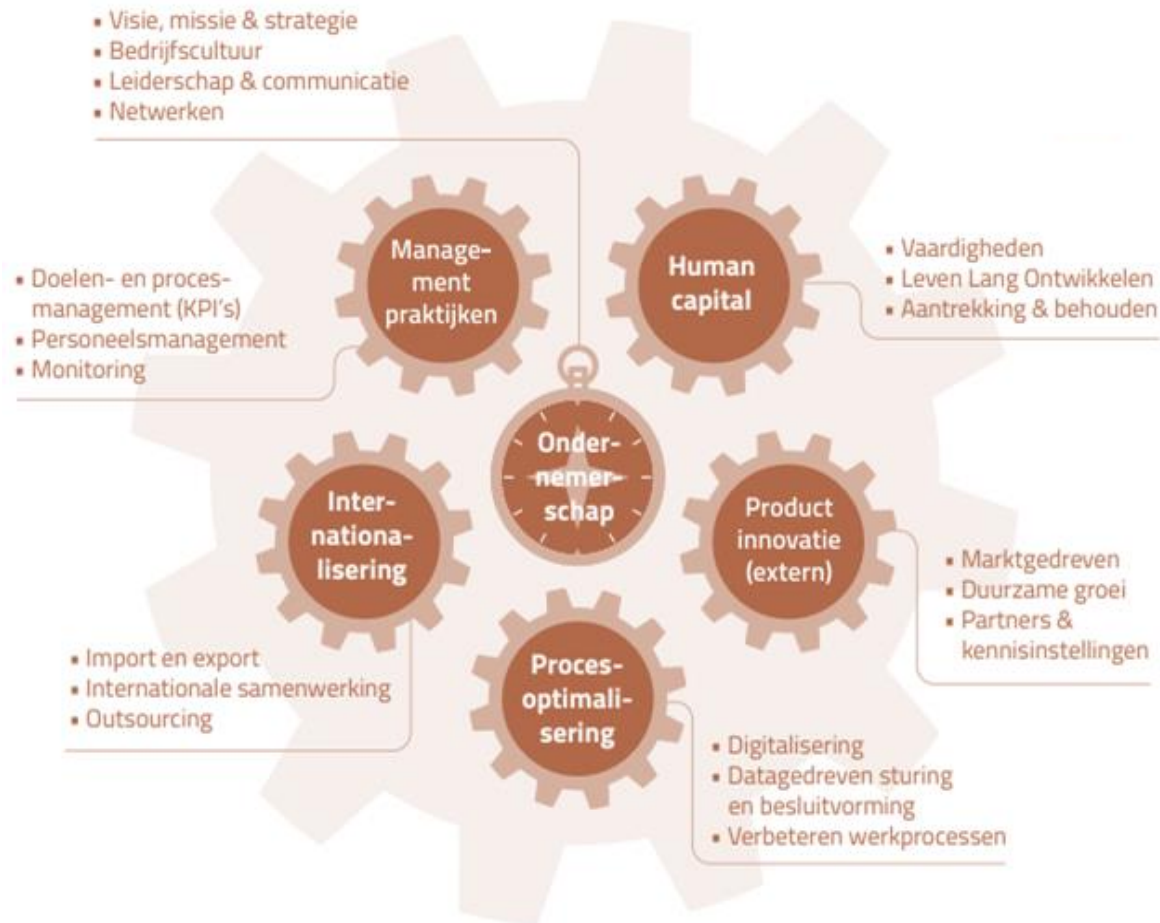 ▪ Visie, missie & strategie
▪ Bedrijfscultuur
▪ Leiderschap & communicatie
▪ Netwerken
Manage-
ment
praktijken
▪ Doelen- en proces-
management (KPI's)
▪ Personeelsmanagement
▪ Monitoring
Human
capital
▪ Vaardigheden
▪ Leven Lang Ontwikkelen
▪ Aantrekking & behouden
Onder-
nemer-
schap
Inter-
nationa-
lisering
▪ Import en export
▪ Internationale samenwerking
▪ Outsourcing
Product
innovatie
(extern)
▪ Marktgedreven
▪ Duurzame groei
▪ Partners &
kennisinstellingen
Proces-
optimali-
sering
▪ Digitalisering
▪ Datagedreven sturing
en besluitvorming
▪ Verbeteren werkprocessen